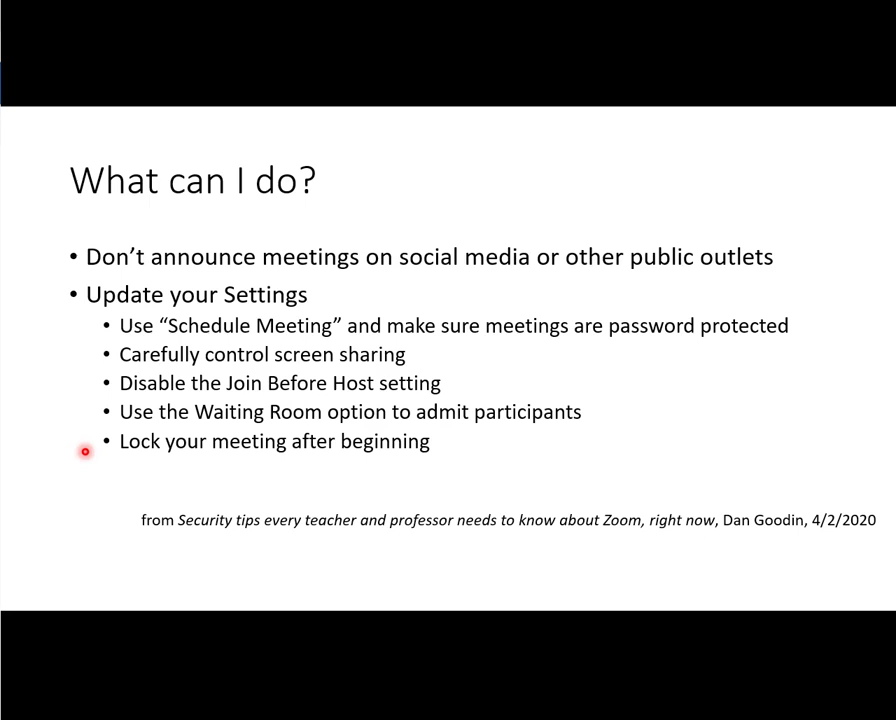 What can I do?
• Don’t announce meetings on social media or other public outlets
• Update your Settings
• Use “Schedule Meeting” and make sure meetings are password protected
• Carefully control screen sharing
• Disable the Join Before Host setting
• Use the Waiting Room option to admit participants
• Lock your meeting after beginning
from Security tips every teacher and professor needs to know about Zoom, right now, Dan Goodin, 4/2/2020